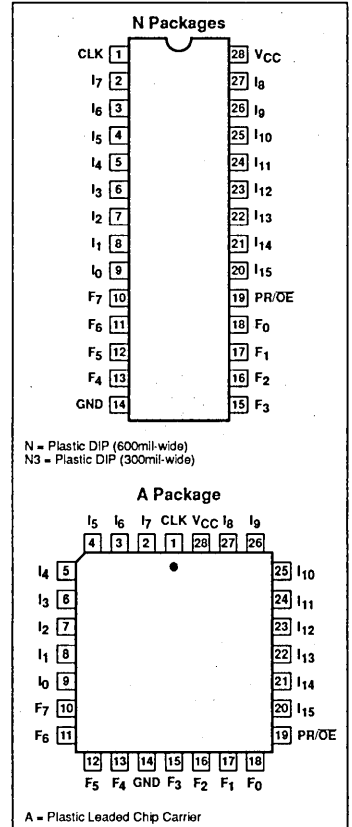 N Packages
CLK 1 28 VCC
I7 2 27 I8
I6 3 26 I9
I5 4 25 I10
I4 5 24 I11
I3 6 23 I12
I2 7 22 I13
I1 8 21 I14
I0 9 20 I15
F7 10 19 PR/OE
F6 11 18 F0
F5 12 17 F1
F4 13 16 F2
GND 14 15 F3
N = Plastic DIP (600mil-wide)
N3 = Plastic DIP (300mil-wide)
A Package
I5 I6 I7 CLK VCC I8 I9
4 3 2 1 28 27 26
I4 5 25 I10
I3 6 24 I11
I2 7 23 I12
I1 8 22 I13
I0 9 21 I14
F7 10 20 I15
F6 11 19 PR/OE
12 13 14 15 16 17 18
F5 F4 GND F3 F2 F1 F0
A = Plastic Leaded Chip Carrier